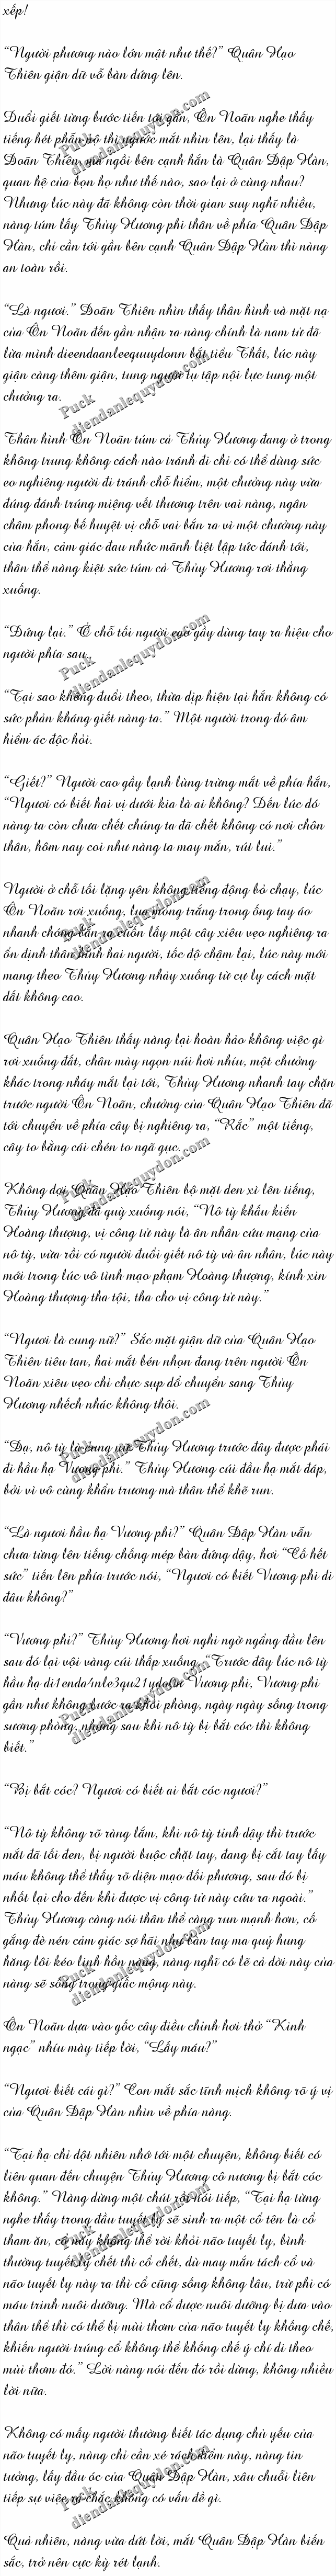 xếp!
“Người phương nào lớn mật như thế?” Quân Hạo
Thiên giận dữ vỗ bàn đứng lên.
Đuổi giết từng bước tiến tới gần, Ôn Noãn nghe thấy
tiếng hét phẫn nộ thì ngước mắt nhìn lên, lại thấy là
Doãn Thiên, mà ngồi bên cạnh hắn là Quân Dập Hàn,
quan hệ của bọn họ như thế nào, sao lại ở cùng nhau?
Nhưng lúc này đã không còn thời gian suy nghĩ nhiều,
nàng túm lấy Thủy Hương phi thân về phía Quân Dập
Hàn, chỉ cần tới gần bên cạnh Quân Dập Hàn thì nàng
an toàn rồi.
“Là ngươi.” Doãn Thiên nhìn thấy thân hình và mặt nạ
của Ôn Noãn đến gần nhận ra nàng chính là nam tử đã
lừa mình dieendaanleequuydonn bắt tiểu Thất, lúc này
giận càng thêm giận, tung người tụ tập nội lực tung một
chưởng ra.
Thân hình Ôn Noãn túm cả Thủy Hương đang ở trong
không trung không cách nào tránh đi chỉ có thể dùng sức
eo nghiêng người đi tránh chỗ hiểm, một chưởng này vừa
đúng đánh trúng miệng vết thương trên vai nàng, ngân
châm phong bế huyệt vị chỗ vai bắn ra vì một chưởng này
của hắn, cảm giác đau nhức mãnh liệt lập tức đánh tới,
thân thể nàng kiệt sức túm cả Thủy Hương rơi thẳng
xuống.
“Dừng lại.” Ở chỗ tối người cao gầy dùng tay ra hiệu cho
người phía sau.
“Tại sao không đuổi theo, thừa dịp hiện tại hắn không có
sức phản kháng giết nàng ta.” Một người trong đó âm
hiểm ác độc hỏi.
“Giết?” Người cao gầy lạnh lùng trừng mắt về phía hắn,
“Ngươi có biết hai vị dưới kia là ai không? Đến lúc đó
nàng ta còn chưa chết chúng ta đã chết không có nơi chôn
thân, hôm nay coi như nàng ta may mắn, rút lui.”
Người ở chỗ tối lặng yên không tiếng động bỏ chạy, lúc
Ôn Noãn rơi xuống, lụa mỏng trắng trong ống tay áo
nhanh chóng bắn ra cuốn lấy một cây xiêu vẹo nghiêng ra
ổn định thân hình hai người, tốc độ chậm lại, lúc này mới
mang theo Thủy Hương nhảy xuống từ cự ly cách mặt
đất không cao.
Quân Hạo Thiên thấy nàng lại hoàn hảo không việc gì
rơi xuống đất, chân mày ngọn núi hơi nhíu, một chưởng
khác trong nháy mắt lại tới, Thủy Hương nhanh tay chặn
trước người Ôn Noãn, chưởng của Quân Hạo Thiên đã
tới chuyển về phía cây bị nghiêng ra, “Rắc” một tiếng,
cây to bằng cái chén to ngã gục.
Không đợi Quân Hạo Thiên bộ mặt đen xì lên tiếng,
Thủy Hương đã quỳ xuống nói, “Nô tỳ khấu kiến
Hoàng thượng, vị công tử này là ân nhân cứu mạng của
nô tỳ, vừa rồi có người đuổi giết nô tỳ và ân nhân, lúc này
mới trong lúc vô tình mạo phạm Hoàng thượng, kính xin
Hoàng thượng tha tội, tha cho vị công tử này.”
“Ngươi là cung nữ?” Sắc mặt giận dữ của Quân Hạo
Thiên tiêu tan, hai mắt bén nhọn đang trên người Ôn
Noãn xiêu vẹo chỉ chực sụp đổ chuyển sang Thủy
Hương nhếch nhác không thôi.
“Dạ, nô tỳ là cung nữ Thủy Hương trước đây được phái
đi hầu hạ Vương phi.” Thủy Hương cúi đầu hạ mắt đáp,
bởi vì vô cùng khẩn trương mà thân thể khẽ run.
“Là ngươi hầu hạ Vương phi?” Quân Dập Hàn vẫn
chưa từng lên tiếng chống mép bàn đứng dậy, hơi “Cố hết
sức” tiến lên phía trước nói, “Ngươi có biết Vương phi đi
đâu không?”
“Vương phi?” Thủy Hương hơi nghi ngờ ngẩng đầu lên
sau đó lại vội vàng cúi thấp xuống, “Trước đây lúc nô tỳ
hầu hạ Vương phi, Vương phi
gần như không bước ra khỏi phòng, ngày ngày sống trong
sương phòng, nhưng sau khi nô tỳ bị bắt cóc thì không
biết.”
“Bị bắt cóc? Ngươi có biết ai bắt cóc ngươi?”
“Nô tỳ không rõ ràng lắm, khi nô tỳ tỉnh dậy thì trước
mắt đã tối đen, bị người buộc chặt tay, đang bị cắt tay lấy
máu không thể thấy rõ diện mạo đối phương, sau đó bị
nhốt lại cho đến khi được vị công tử này cứu ra ngoài.”
Thủy Hương càng nói thân thể càng run mạnh hơn, cố
gắng đè nén cảm giác sợ hãi như bàn tay ma quỷ hung
hăng lôi kéo linh hồn nàng, nàng nghĩ có lẽ cả đời này của
nàng sẽ sống trong giấc mộng này.
Ôn Noãn dựa vào gốc cây điều chỉnh hơi thở “Kinh
ngạc” nhíu mày tiếp lời, “Lấy máu?”
“Ngươi biết cái gì?” Con mắt sắc tĩnh mịch không rõ ý vị
của Quân Dập Hàn nhìn về phía nàng.
“Tại hạ chỉ đột nhiên nhớ tới một chuyện, không biết có
liên quan đến chuyện Thủy Hương cô nương bị bắt cóc
không.” Nàng dừng một chút rồi nói tiếp, “Tại hạ từng
nghe thấy trong đầu tuyết ly sẽ sinh ra một cổ tên là cổ
tham ăn, cổ này không thể rời khỏi não tuyết ly, bình
thường tuyết ly chết thì cổ chết, dù may mắn tách cổ và
não tuyết ly này ra thì cổ cũng sống không lâu, trừ phi có
máu trinh nuôi dưỡng. Mà cổ được nuôi dưỡng bị đưa vào
thân thể thì có thể bị mùi thơm của não tuyết ly khống chế,
khiến người trúng cổ không thể khống chế ý chí đi theo
mùi thơm đó.” Lời nàng nói đến đó rồi dừng, không nhiều
lời nữa.
Không có mấy người thường biết tác dụng chủ yếu của
não tuyết ly, nàng chỉ cần xé rách điểm này, nàng tin
tưởng, lấy đầu óc của Quân Dập Hàn, xâu chuỗi liên
tiếp sự việc ra chắc không có vấn đề gì.
Quả nhiên, nàng vừa dứt lời, mắt Quân Dập Hàn biến
sắc, trở nên cực kỳ rét lạnh.
Puck
diendanlequydon.com
Puck
diendanlequydon.com
Puck
diendanlequydon.com
Puck
diendanlequydon.com
Puck
diendanlequydon.com
Puck
diendanlequydon.com
Puck
diendanlequydon.com
Puck
diendanlequydon.com
Puck
diendanlequydon.com
Puck
diendanlequydon.com